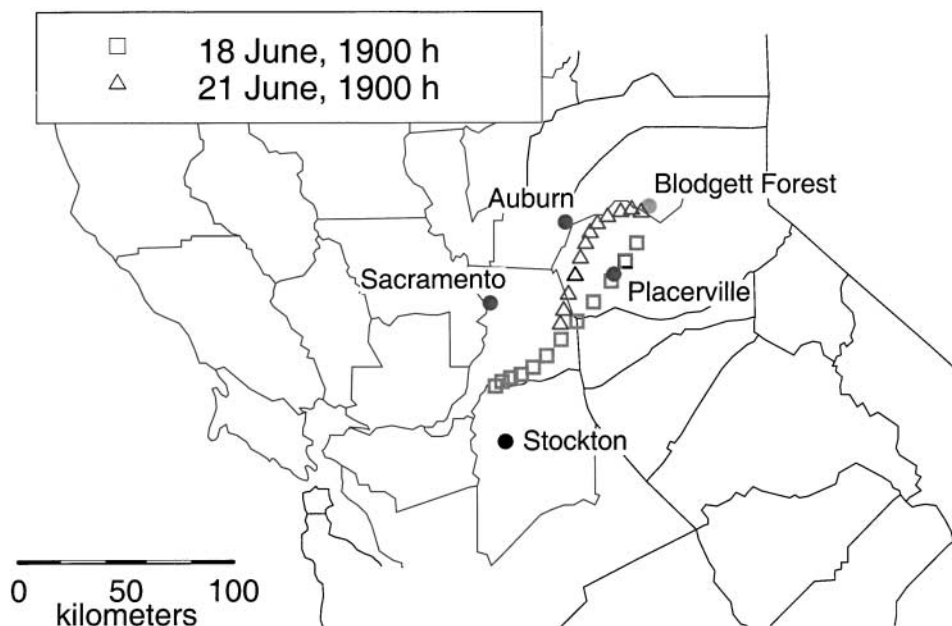 18 June, 1900 h
21 June, 1900 h
Auburn
Blodgett Forest
Sacramento
Placerville
Stockton
0 50 100
kilometers